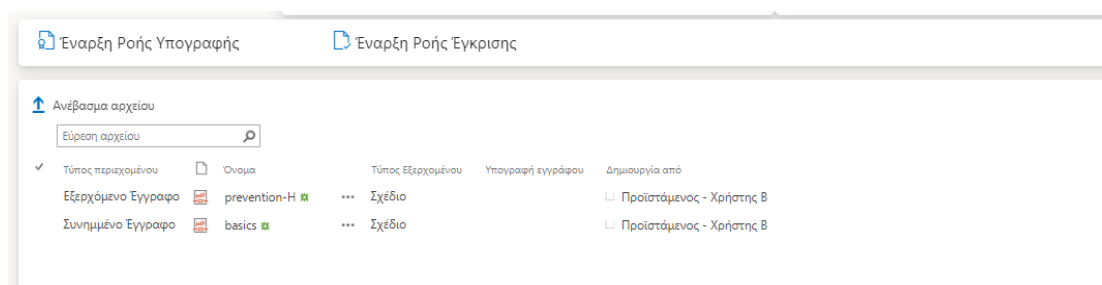 Έναρξη Ροής Υπογραφής Έναρξη Ροής Έγκρισης
Ανέβασμα αρχείου
Εύρεση αρχείου
Τύπος περιεχομένου Όνομα Τύπος Εξερχομένου Υπογραφή εγγράφου Δημιουργία από
Εξερχόμενο Έγγραφο prevention-H ... Σχέδιο Προϊστάμενος - Χρήστης Β
Συνημμένο Έγγραφο basics ... Σχέδιο Προϊστάμενος - Χρήστης Β